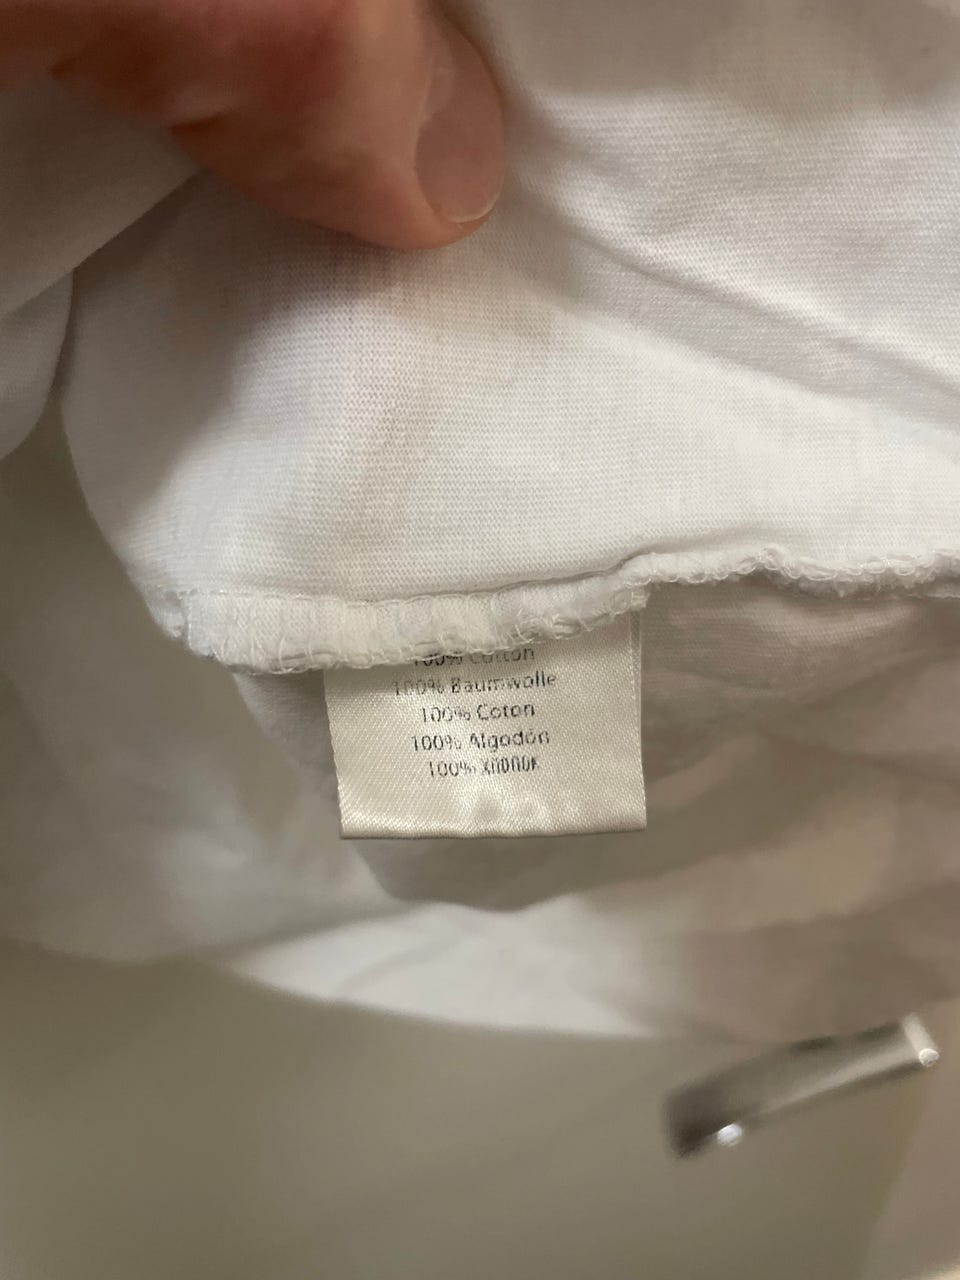 100% Cotton
100% Baumwolle
100% Coton
100% Algodón
100% хлопок